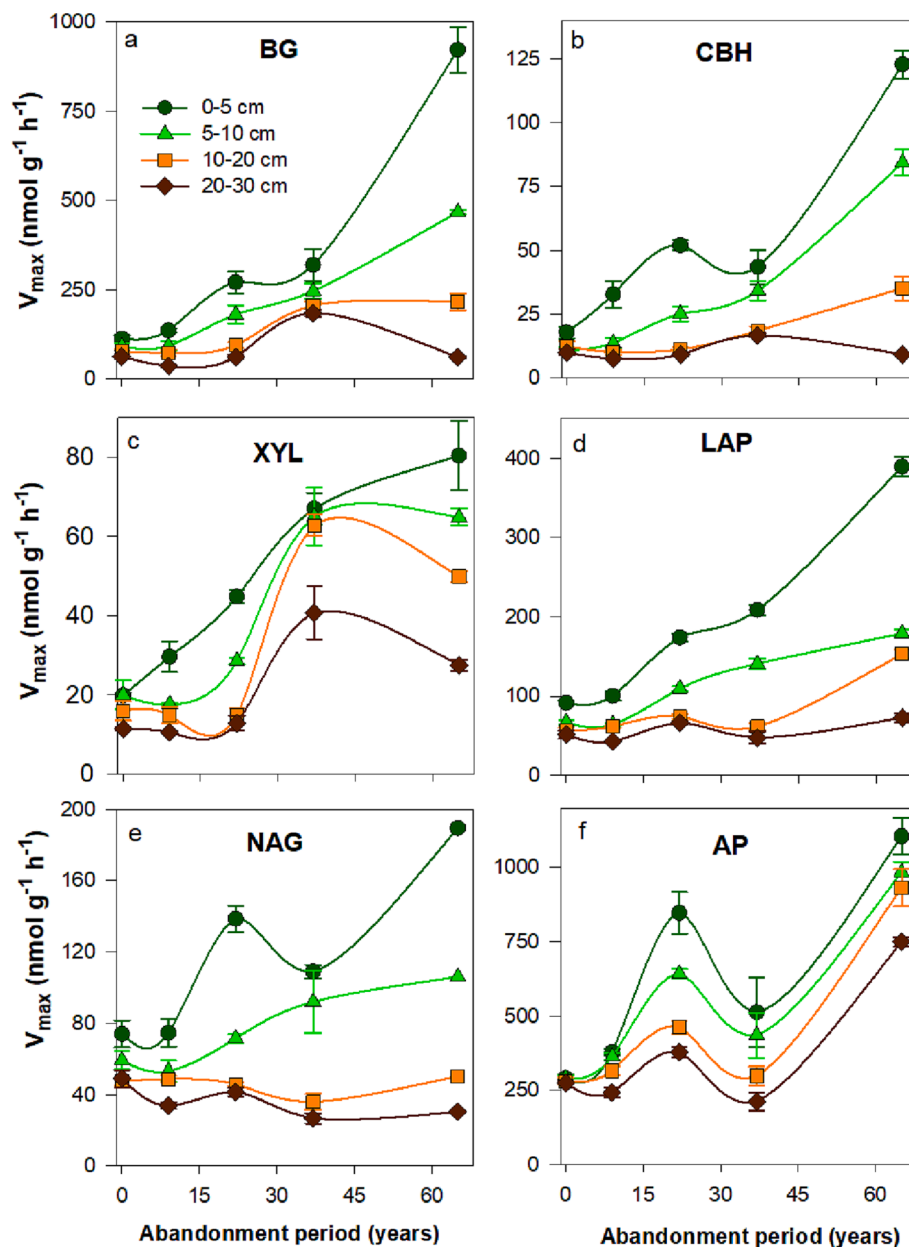 a
BG
0-5 cm
5-10 cm
10-20 cm
20-30 cm
1000
750
500
250
0
Vmax (nmol g-1 h-1)
b
CBH
125
100
75
50
25
0
c
XYL
80
60
40
20
0
Vmax (nmol g-1 h-1)
d
LAP
400
300
200
100
0
e
NAG
200
160
120
80
40
0
Vmax (nmol g-1 h-1)
0 15 30 45 60
Abandonment period (years)
f
AP
1000
750
500
250
0
0 15 30 45 60
Abandonment period (years)